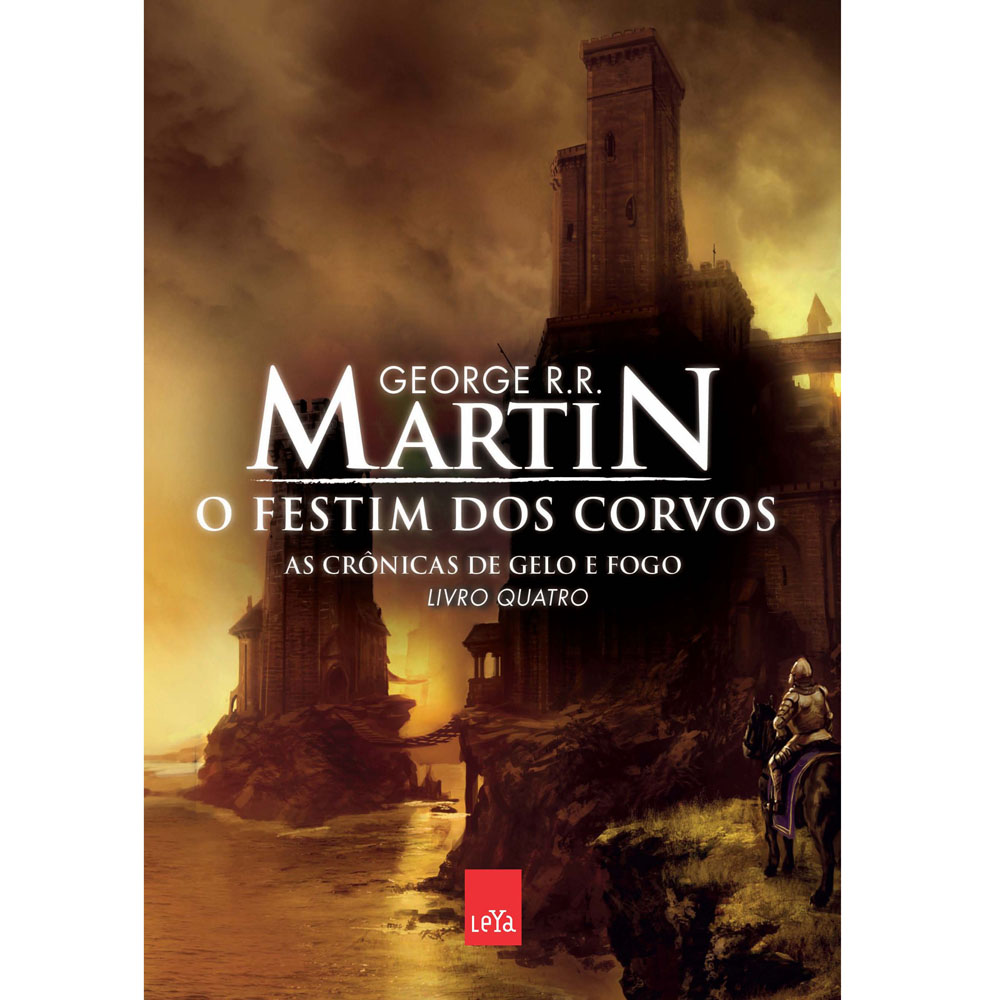 GEORGE R.R.
MARTIN
O FESTIM DOS CORVOS
AS CRÔNICAS DE GELO E FOGO
LIVRO QUATRO
LeYa